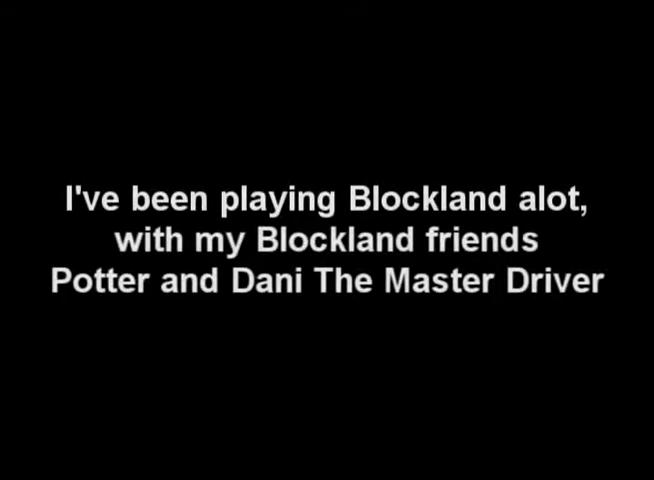 I've been playing Blockland alot,
with my Blockland friends
Potter and Dani The Master Driver